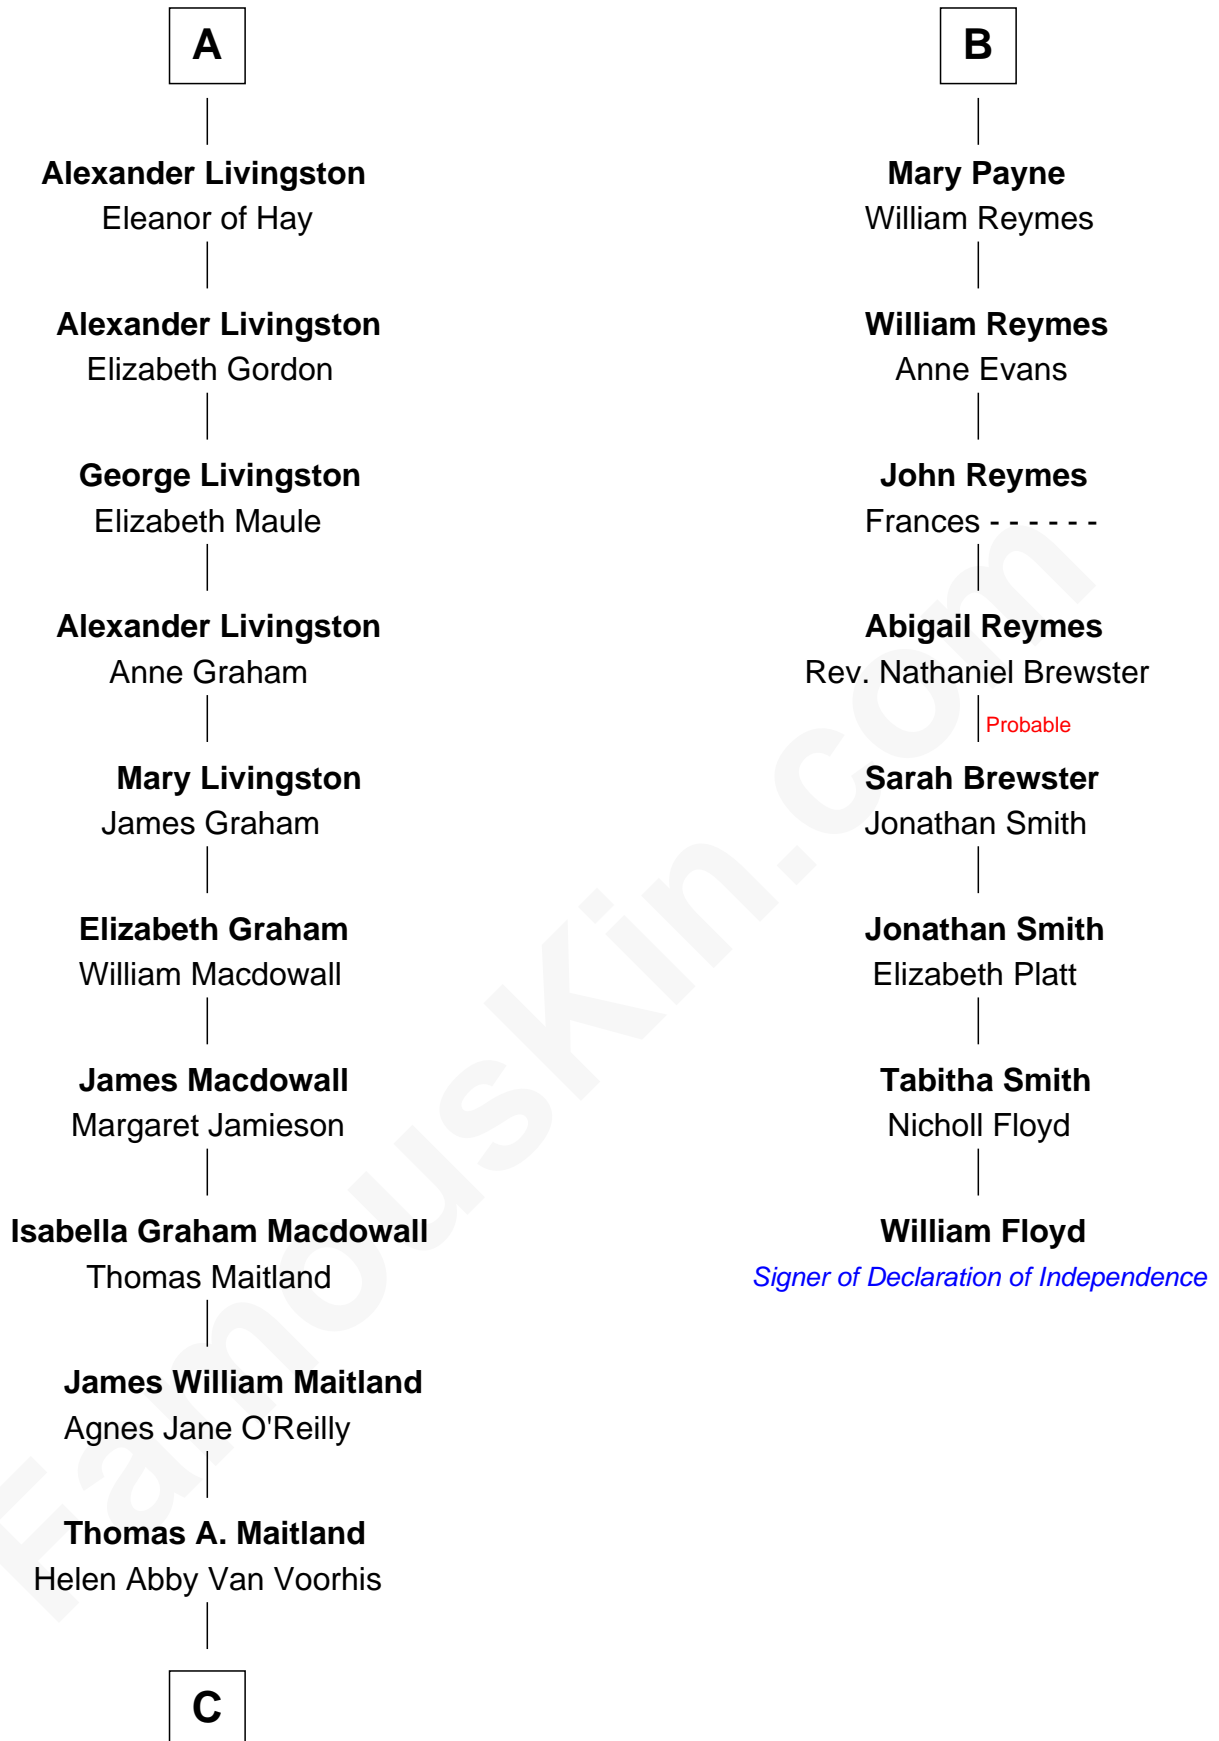 A
Alexander Livingston
Eleanor of Hay
Alexander Livingston
Elizabeth Gordon
George Livingston
Elizabeth Maule
Alexander Livingston
Anne Graham
Mary Livingston
James Graham
Elizabeth Graham
William Macdowall
James Macdowall
Margaret Jamieson
Isabella Graham Macdowall
Thomas Maitland
James William Maitland
Agnes Jane O'Reilly
Thomas A. Maitland
Helen Abby Van Voorhis
C
B
Mary Payne
William Reymes
William Reymes
Anne Evans
John Reymes
Frances - - - - - -
Abigail Reymes
Rev. Nathaniel Brewster
Probable
Sarah Brewster
Jonathan Smith
Jonathan Smith
Elizabeth Platt
Tabitha Smith
Nicholl Floyd
William Floyd
Signer of Declaration of Independence
FamousKin.com